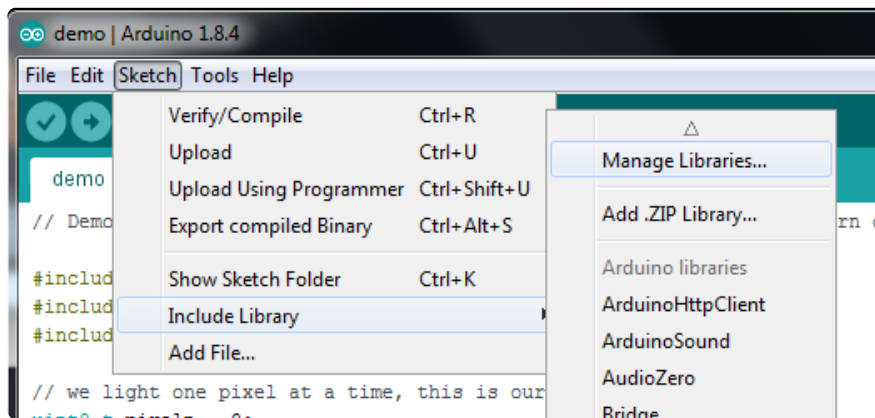 demo | Arduino 1.8.4
File Edit Sketch Tools Help
Verify/Compile Ctrl+R
Upload Ctrl+U
Upload Using Programmer Ctrl+Shift+U
Export compiled Binary Ctrl+Alt+S
Show Sketch Folder Ctrl+K
Include Library
Add File...
Manage Libraries...
Add .ZIP Library...
Arduino libraries
ArduinoHttpClient
ArduinoSound
AudioZero
Bridge
demo
// Demo
#includ
#includ
#includ
// we light one pixel at a time, this is our